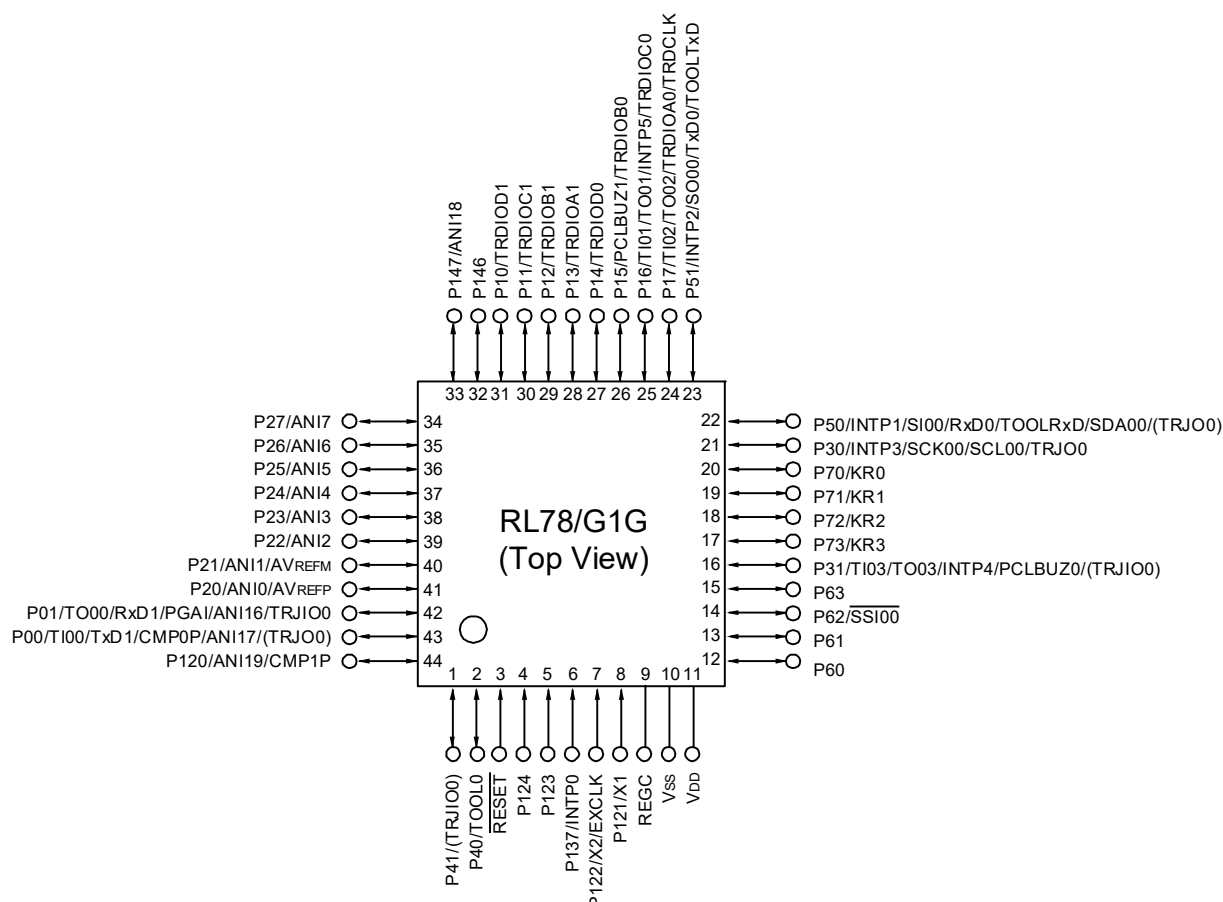 P147/ANI18
P146
P10/TRDIOD1
P11/TRDIOC1
P12/TRDIOB1
P13/TRDIOA1
P14/TRDIOD0
P15/PCLBUZ1/TRDIOB0
P16/TI01/TO01/INTP5/TRDIOC0
P17/TI02/TO02/TRDIOA0/TRDCLK
P51/INTP2/SO00/TxD0/TOOLTxD
33 32 31 30 29 28 27 26 25 24 23
P27/ANI7 34
P26/ANI6 35
P25/ANI5 36
P24/ANI4 37
P23/ANI3 38
P22/ANI2 39
P21/ANI1/AVREFM 40
P20/ANI0/AVREFP 41
P01/TO00/RxD1/PGAI/ANI16/TRJIO0 42
P00/TI00/TxD1/CMP0P/ANI17/(TRJO0) 43
P120/ANI19/CMP1P 44
RL78/G1G
(Top View)
22 P50/INTP1/SI00/RxD0/TOOLRxD/SDA00/(TRJO0)
21 P30/INTP3/SCK00/SCL00/TRJO0
20 P70/KR0
19 P71/KR1
18 P72/KR2
17 P73/KR3
16 P31/TI03/TO03/INTP4/PCLBUZ0/(TRJIO0)
15 P63
14 P62/SSI00
13 P61
12 P60
1 2 3 4 5 6 7 8 9 10 11
P41/(TRJIO0)
P40/TOOL0
RESET
P124
P123
P137/INTP0
P122/X2/EXCLK
P121/X1
REGC
VSS
VDD